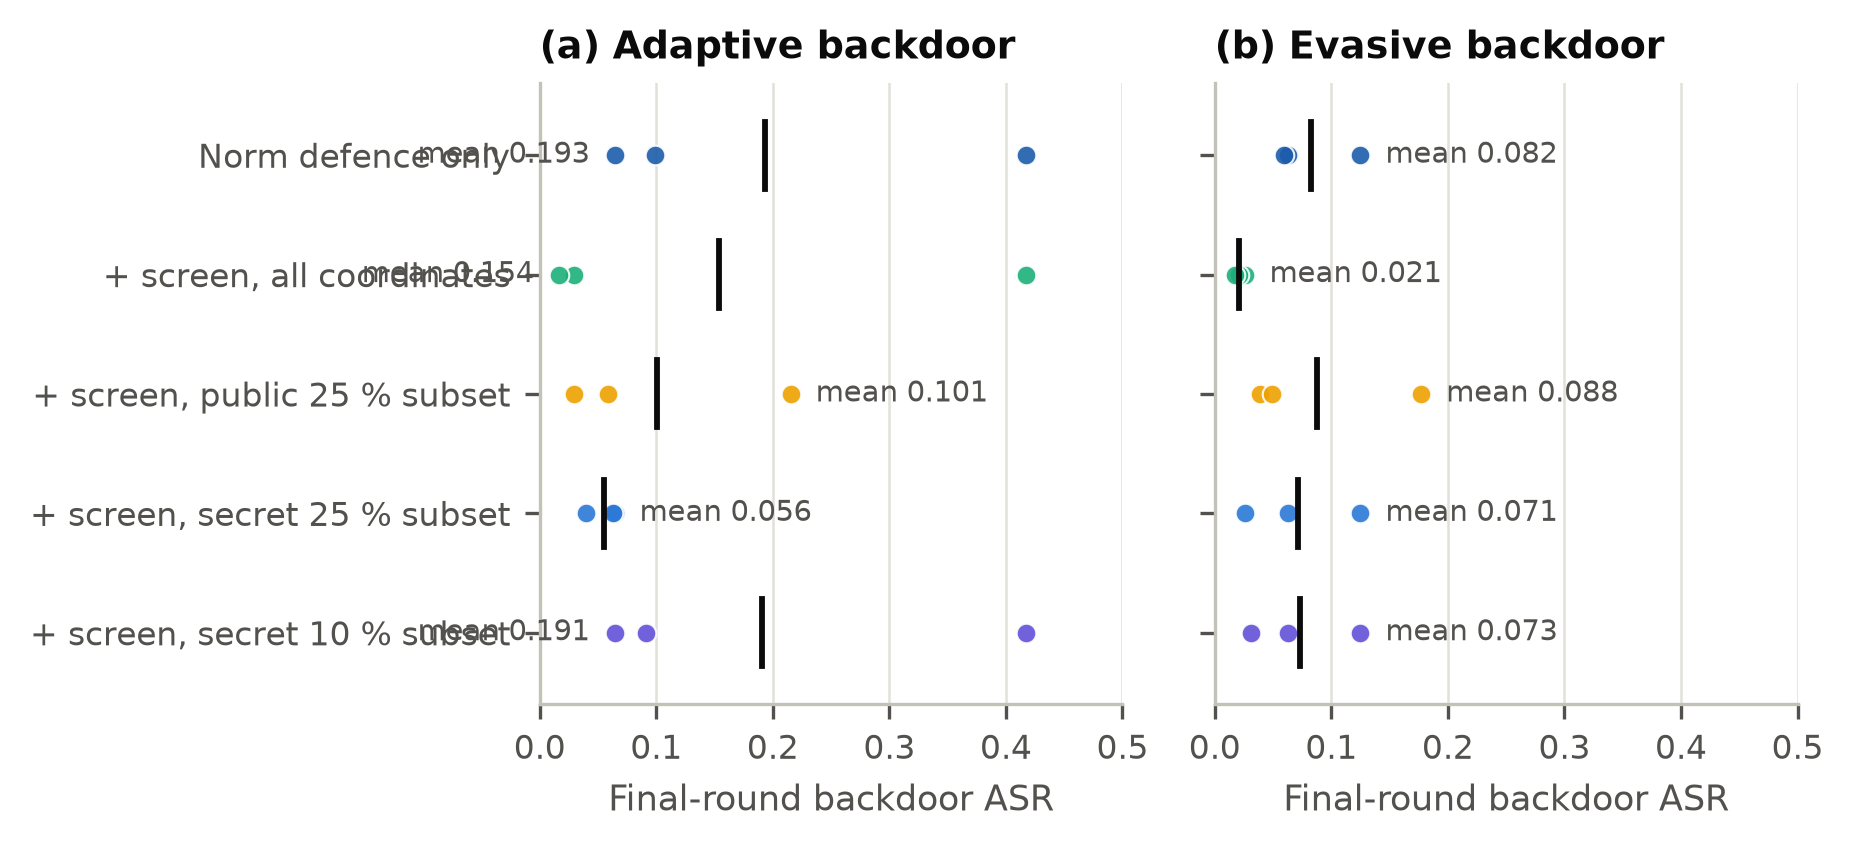 (a) Adaptive backdoor
(b) Evasive backdoor
Norm defence only
mean 0.193
mean 0.082
+ screen, all coordinates
mean 0.154
mean 0.021
+ screen, public 25 % subset
mean 0.101
mean 0.088
+ screen, secret 25 % subset
mean 0.056
mean 0.071
+ screen, secret 10 % subset
mean 0.191
mean 0.073
0.0 0.1 0.2 0.3 0.4 0.5
0.0 0.1 0.2 0.3 0.4 0.5
Final-round backdoor ASR
Final-round backdoor ASR